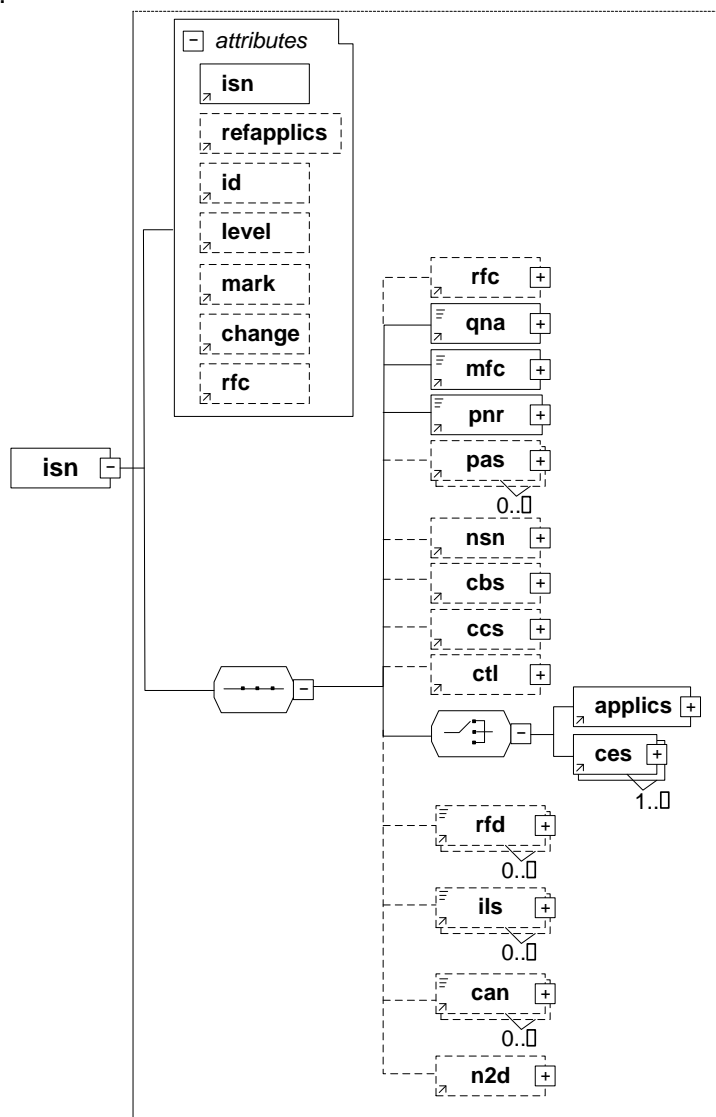 attributes
isn
refapplics
id
level
mark
change
rfc
isn
rfc
qna
mfc
pnr
pas
0..▯
nsn
cbs
ccs
ctl
applics
ces
1..▯
rfd
0..▯
ils
0..▯
can
0..▯
n2d